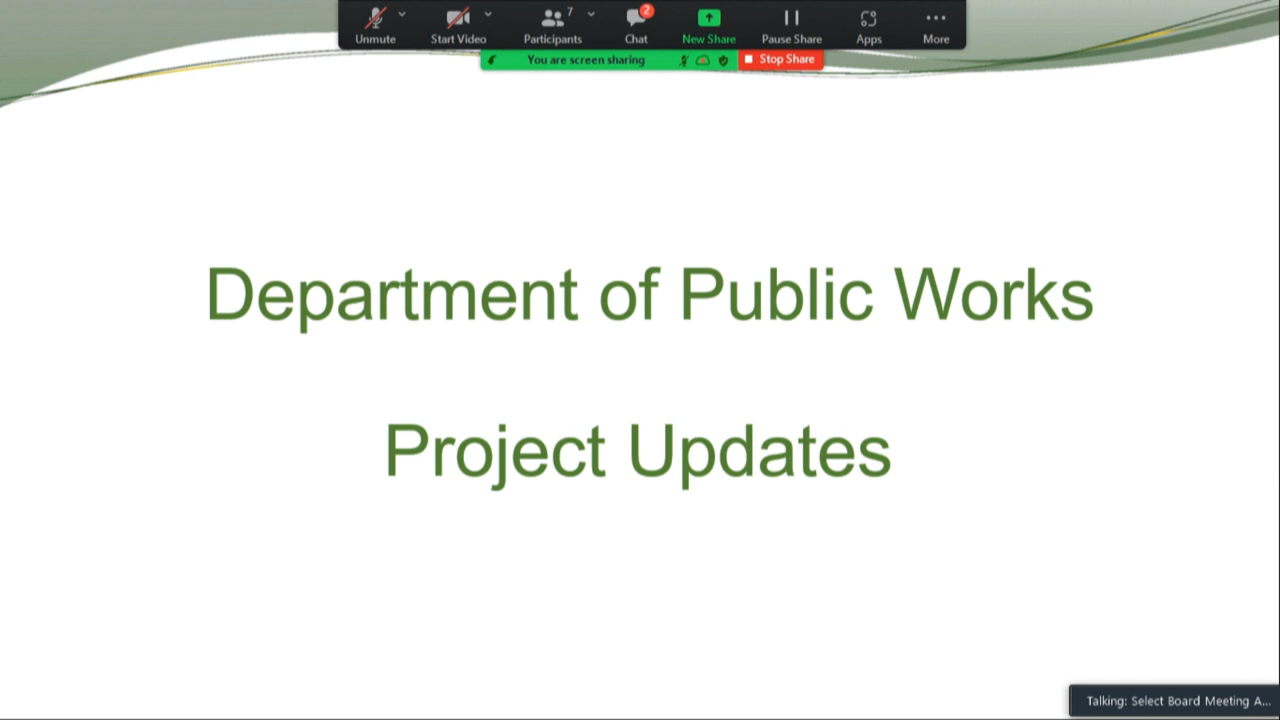 7
2
Unmute
Start Video
Participants
Chat
New Share
Pause Share
Apps
More
You are screen sharing
Stop Share
Department of Public Works
Project Updates
Talking: Select Board Meeting A...